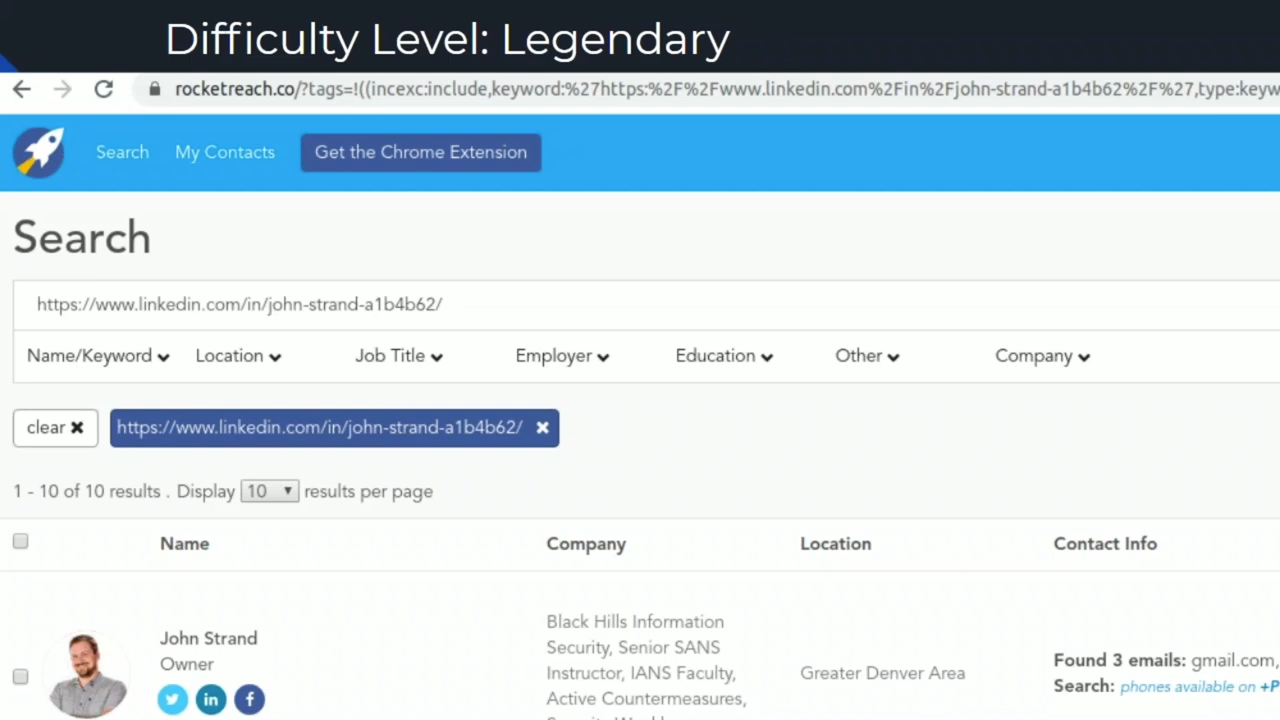 Difficulty Level: Legendary
rocketreach.co/?tags=!((incexc:include,keyword:%27https:%2F%2Fwww.linkedin.com%2Fin%2Fjohn-strand-a1b4b62%2F%27,type:keyw
Search My Contacts Get the Chrome Extension
Search
https://www.linkedin.com/in/john-strand-a1b4b62/
Name/Keyword Location Job Title Employer Education Other Company
clear https://www.linkedin.com/in/john-strand-a1b4b62/
1 - 10 of 10 results . Display 10 results per page
Name Company Location Contact Info
John Strand
Owner
Black Hills Information
Security, Senior SANS
Instructor, IANS Faculty,
Active Countermeasures,
Greater Denver Area
Found 3 emails: gmail.com,
Search: phones available on +P